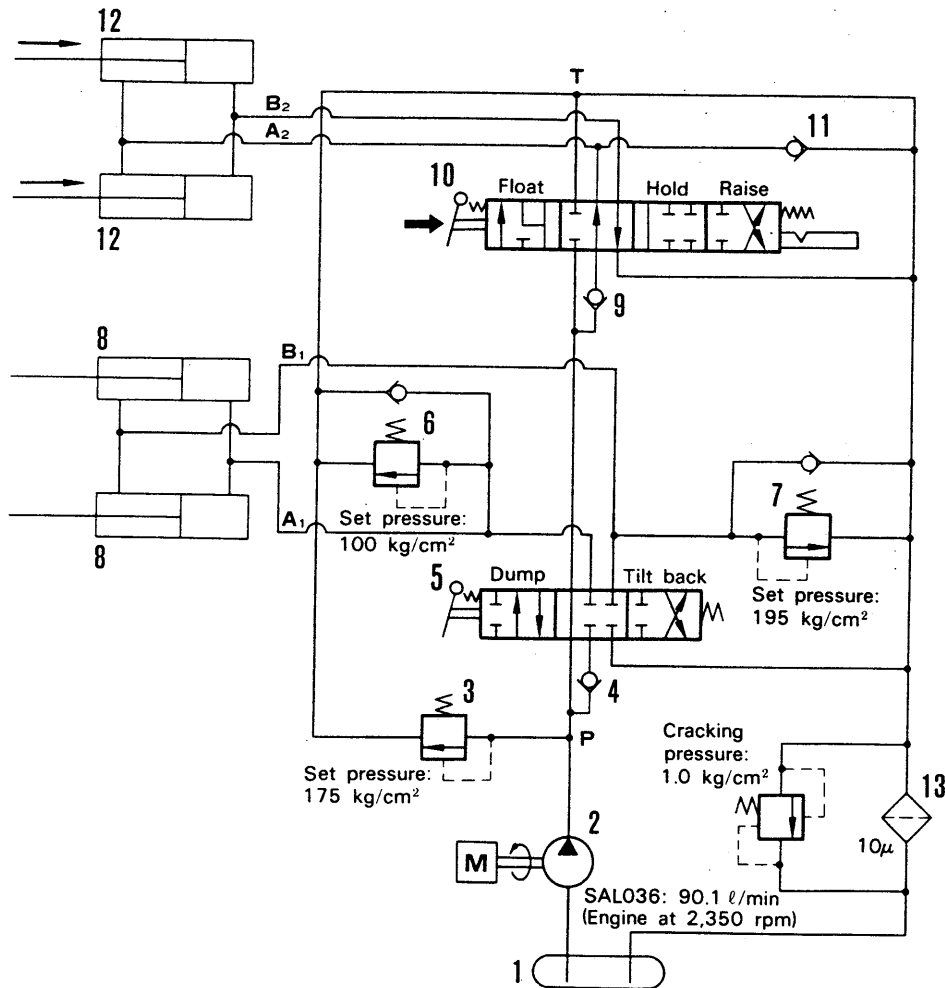 12
T
B₂
A₂
11
12
10
Float
Hold
Raise
9
8
B₁
6
7
Set pressure:
100 kg/cm²
A₁
8
5
Dump
Tilt back
Set pressure:
195 kg/cm²
4
3
P
Set pressure:
175 kg/cm²
Cracking
pressure:
1.0 kg/cm²
13
10μ
2
M
SAL036: 90.1 ℓ/min
(Engine at 2,350 rpm)
1